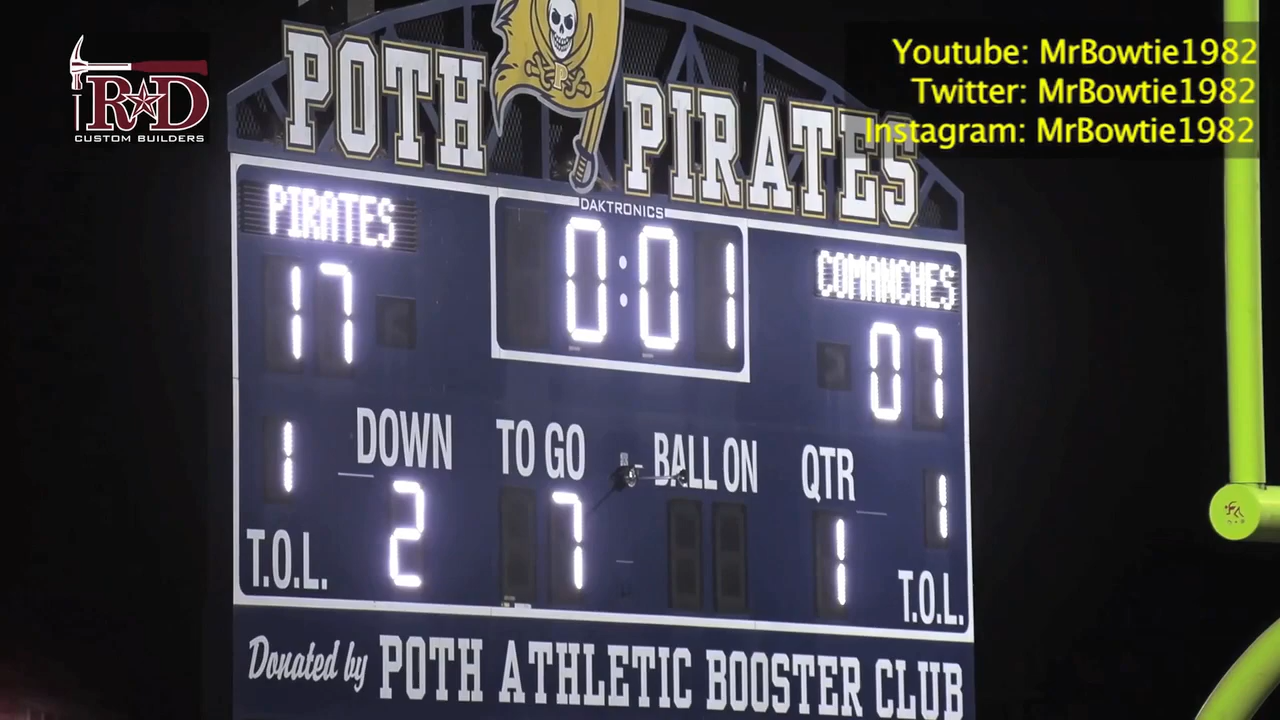 R★D
CUSTOM BUILDERS
Youtube: MrBowtie1982
Twitter: MrBowtie1982
Instagram: MrBowtie1982
POTH PIRATES
P
DAKTRONICS
PIRATES
0:01
COMANCHES
17
07
DOWN TO GO BALL ON QTR
1 2 7 1 1
T.O.L. T.O.L.
Donated by POTH ATHLETIC BOOSTER CLUB